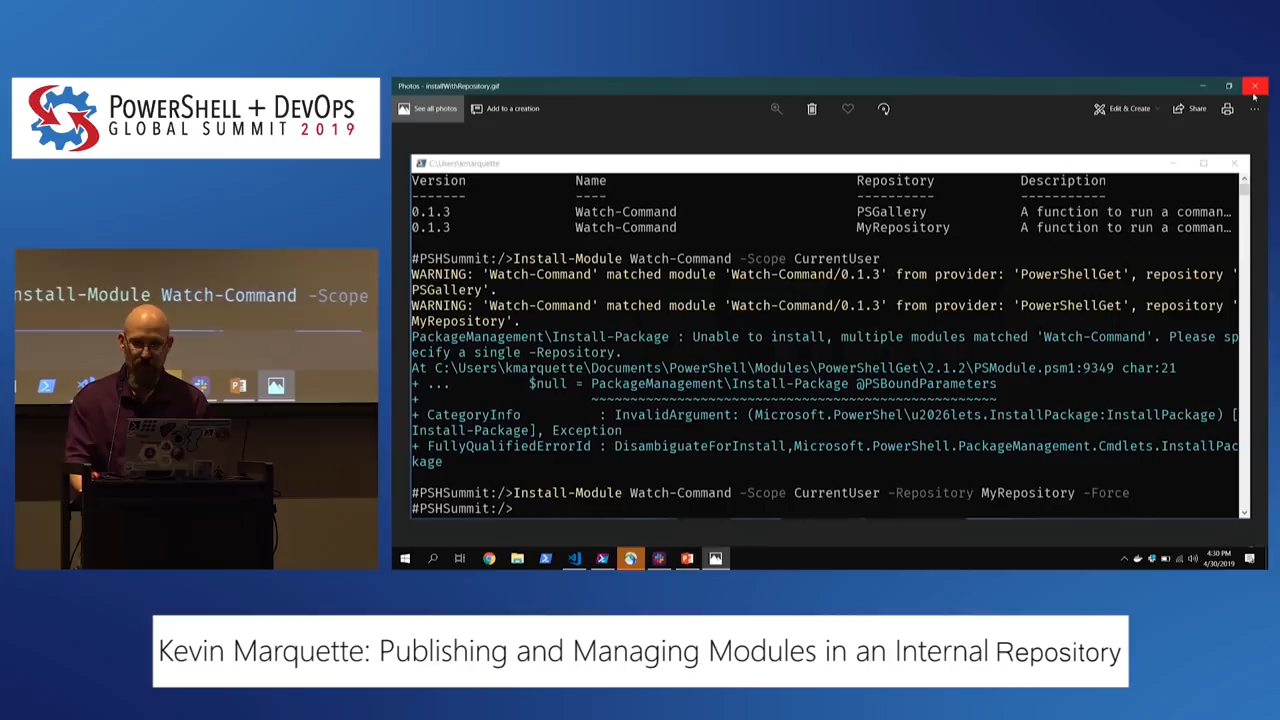 POWERSHELL + DEVOPS
GLOBAL SUMMIT 2019
nstall-Module Watch-Command -Scope
Photos - installWithRepository.gif
See all photos
Add to a creation
Edit & Create
Share
C:\Users\kmarquette
Version Name Repository Description
------- ---- ---------- -----------
0.1.3 Watch-Command PSGallery A function to run a comman…
0.1.3 Watch-Command MyRepository A function to run a comman…
#PSHSummit:/>Install-Module Watch-Command -Scope CurrentUser
WARNING: 'Watch-Command' matched module 'Watch-Command/0.1.3' from provider: 'PowerShellGet', repository '
PSGallery'.
WARNING: 'Watch-Command' matched module 'Watch-Command/0.1.3' from provider: 'PowerShellGet', repository '
MyRepository'.
PackageManagement\Install-Package : Unable to install, multiple modules matched 'Watch-Command'. Please sp
ecify a single -Repository.
At C:\Users\kmarquette\Documents\PowerShell\Modules\PowerShellGet\2.1.2\PSModule.psm1:9349 char:21
+ ... $null = PackageManagement\Install-Package @PSBoundParameters
+ ~~~~~~~~~~~~~~~~~~~~~~~~~~~~~~~~~~~~~~~~~~~~~~~~~~~~
+ CategoryInfo : InvalidArgument: (Microsoft.PowerShel\u2026lets.InstallPackage:InstallPackage) [
Install-Package], Exception
+ FullyQualifiedErrorId : DisambiguateForInstall,Microsoft.PowerShell.PackageManagement.Cmdlets.InstallPac
kage
#PSHSummit:/>Install-Module Watch-Command -Scope CurrentUser -Repository MyRepository -Force
#PSHSummit:/>
4:30 PM
4/30/2019
Kevin Marquette: Publishing and Managing Modules in an Internal Repository